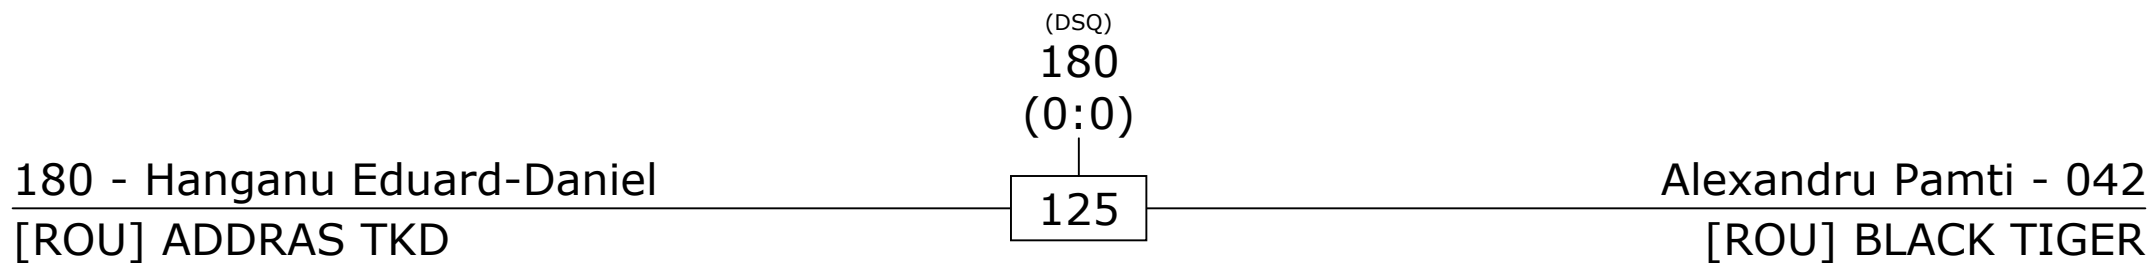 (DSQ)
180
(0:0)
180 - Hanganu Eduard-Daniel
Alexandru Pamti - 042
125
[ROU] ADDRAS TKD
[ROU] BLACK TIGER